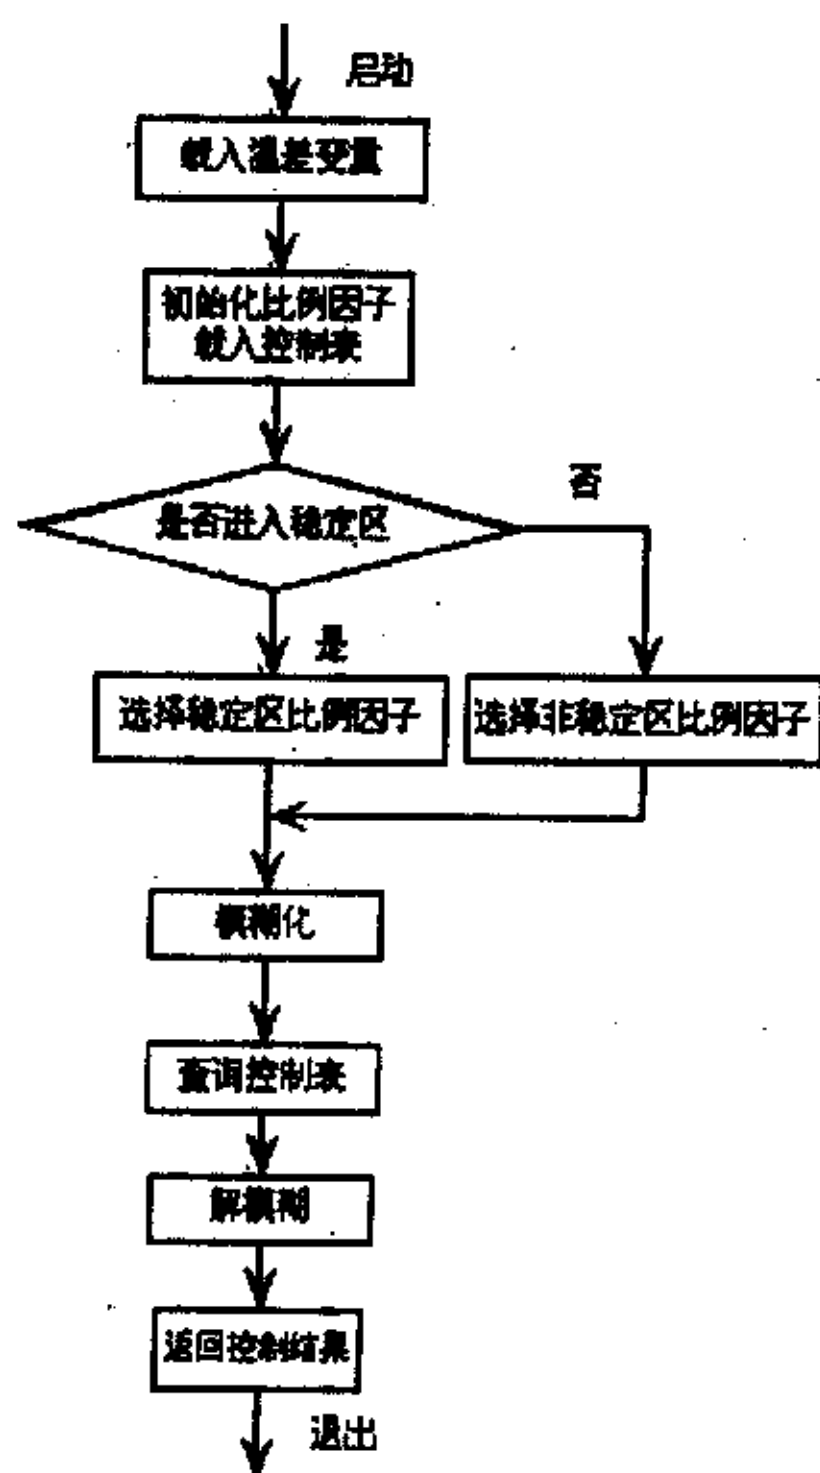 启动
载入温差变量
初始化比例因子
载入控制表
是否进入稳定区
否
是
选择稳定区比例因子
选择非稳定区比例因子
模糊化
查询控制表
解模糊
返回控制结果
退出